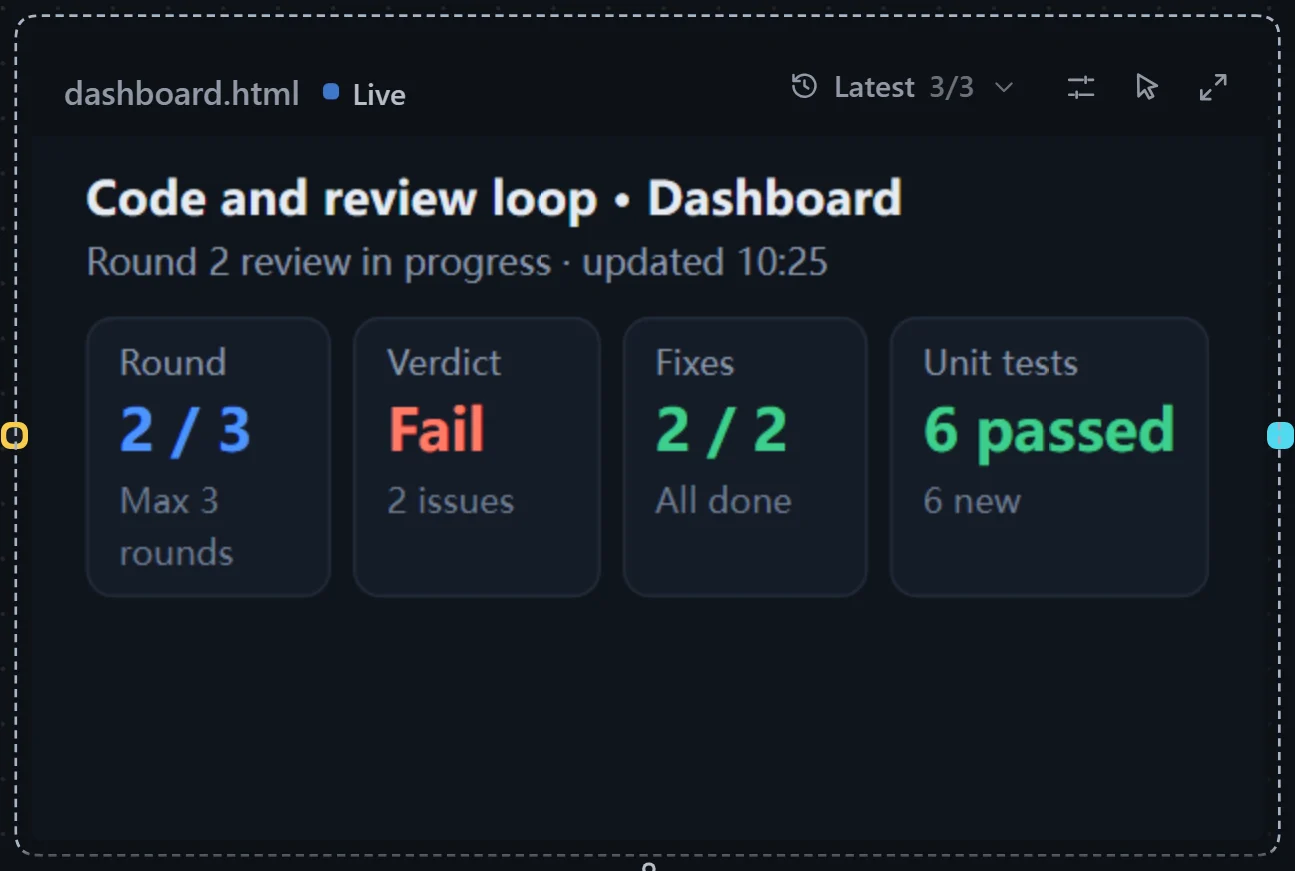 dashboard.html Live
Latest 3/3
Code and review loop • Dashboard
Round 2 review in progress · updated 10:25
Round
2 / 3
Max 3
rounds
Verdict
Fail
2 issues
Fixes
2 / 2
All done
Unit tests
6 passed
6 new